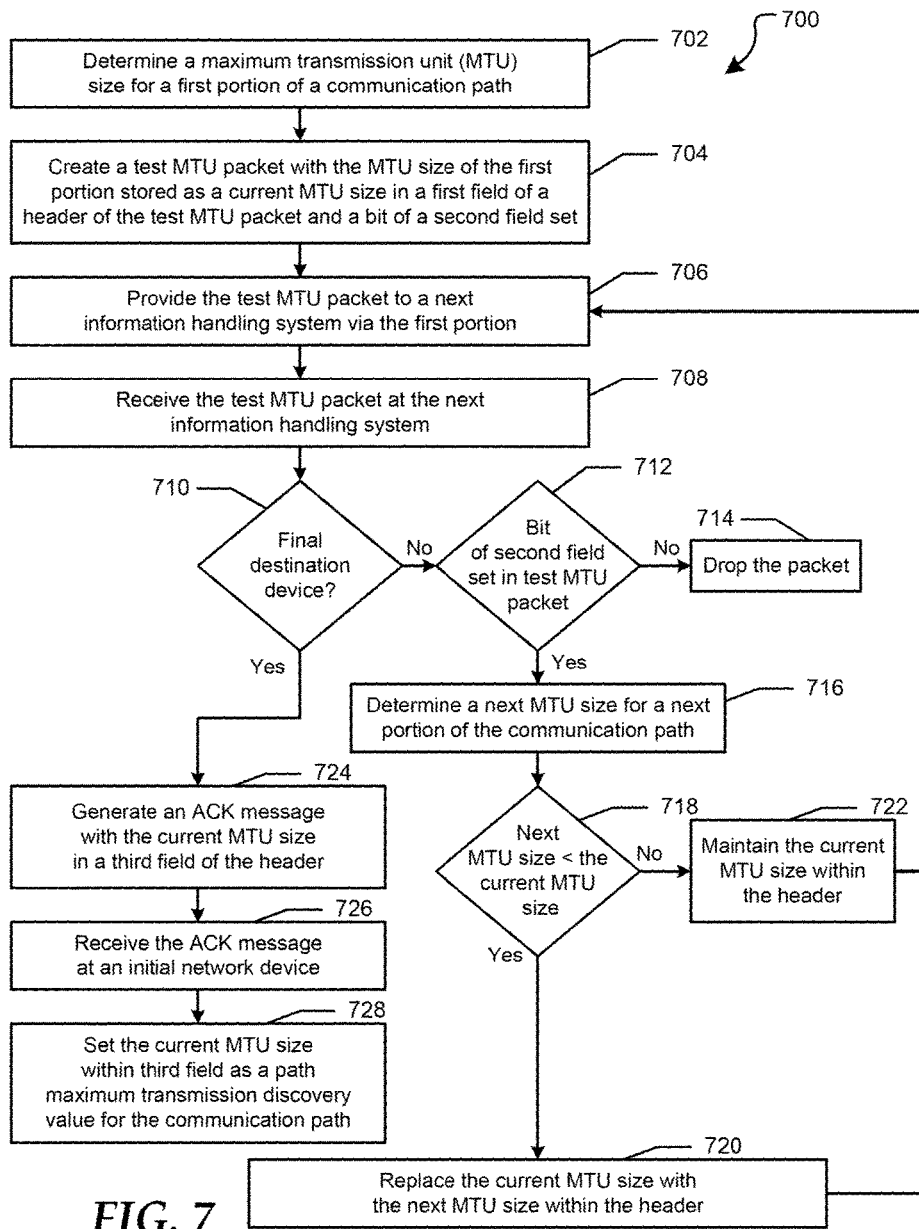 700
702
Determine a maximum transmission unit (MTU)
size for a first portion of a communication path
704
Create a test MTU packet with the MTU size of the first
portion stored as a current MTU size in a first field of a
header of the test MTU packet and a bit of a second field set
706
Provide the test MTU packet to a next
information handling system via the first portion
708
Receive the test MTU packet at the next
information handling system
710
Final
destination
device?
No
Yes
712
Bit
of second field
set in test MTU
packet
No
Yes
714
Drop the packet
716
Determine a next MTU size for a next
portion of the communication path
718
Next
MTU size < the
current MTU
size
No
Yes
722
Maintain the current
MTU size within
the header
724
Generate an ACK message
with the current MTU size
in a third field of the header
726
Receive the ACK message
at an initial network device
728
Set the current MTU size
within third field as a path
maximum transmission discovery
value for the communication path
720
Replace the current MTU size with
the next MTU size within the header
FIG. 7